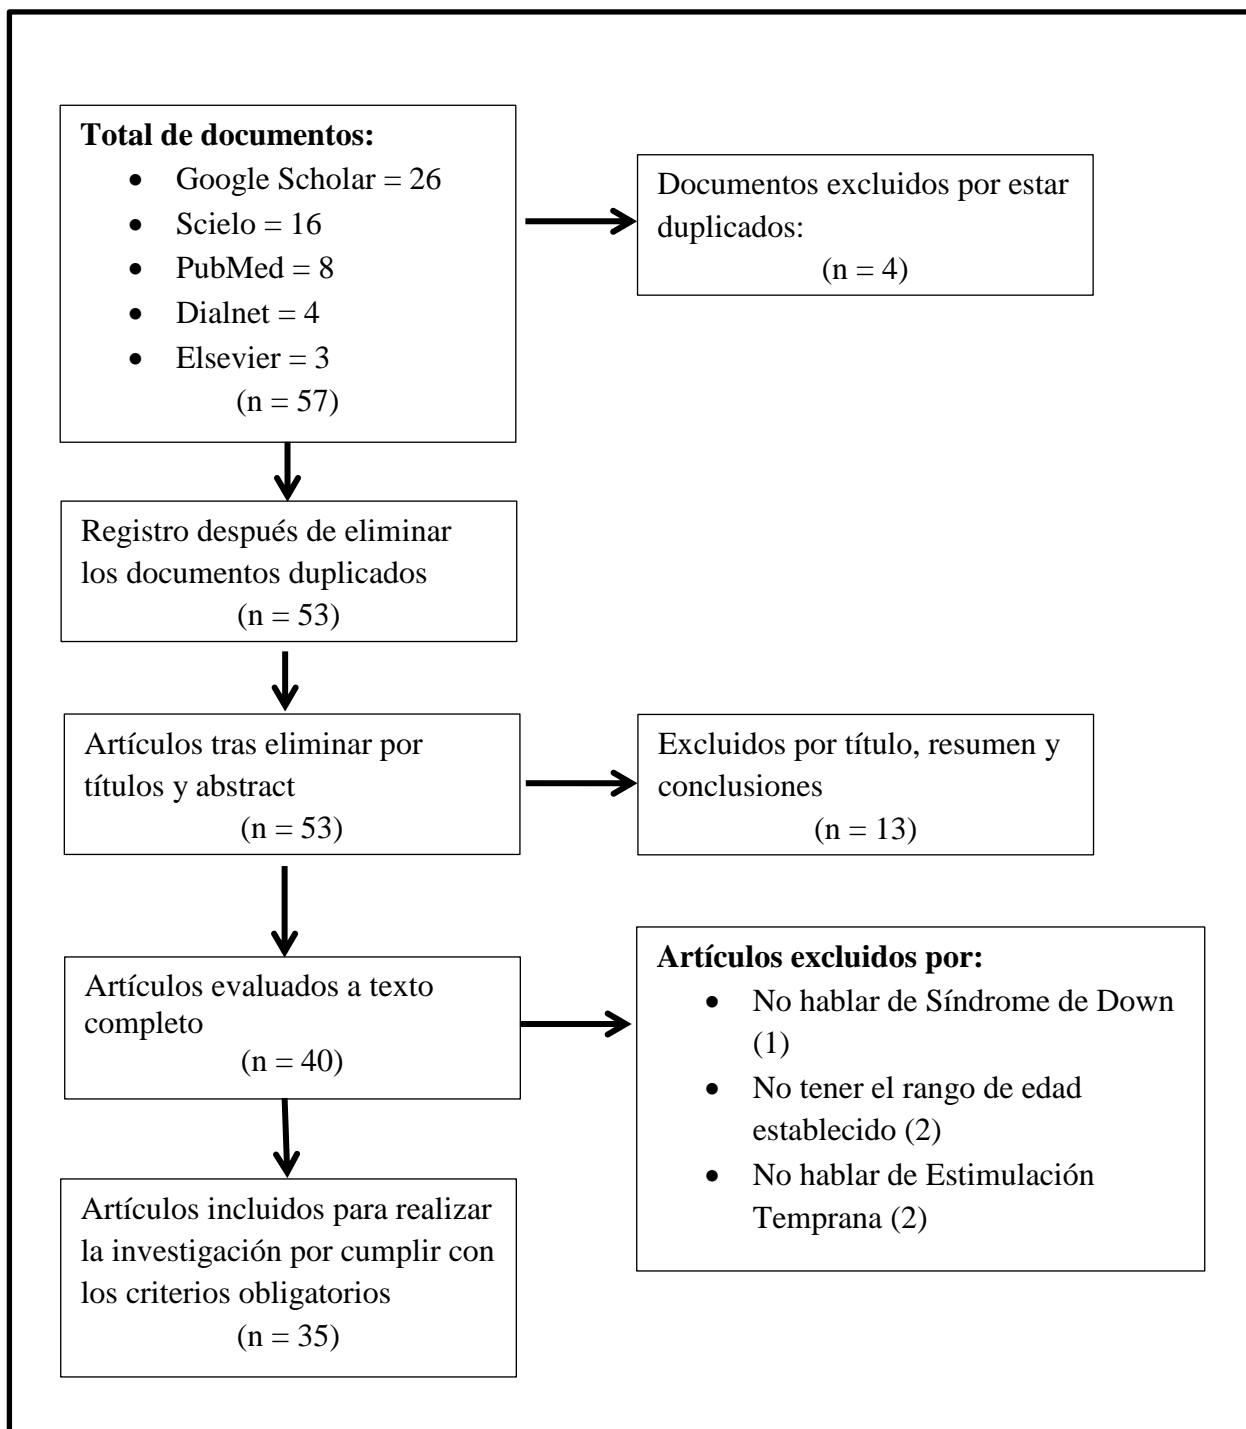 Total de documentos:
• Google Scholar = 26
• Scielo = 16
• PubMed = 8
• Dialnet = 4
• Elsevier = 3
(n = 57)
Documentos excluidos por estar
duplicados:
(n = 4)
Registro después de eliminar
los documentos duplicados
(n = 53)
Artículos tras eliminar por
títulos y abstract
(n = 53)
Excluidos por título, resumen y
conclusiones
(n = 13)
Artículos evaluados a texto
completo
(n = 40)
Artículos excluidos por:
• No hablar de Síndrome de Down
(1)
• No tener el rango de edad
establecido (2)
• No hablar de Estimulación
Temprana (2)
Artículos incluidos para realizar
la investigación por cumplir con
los criterios obligatorios
(n = 35)